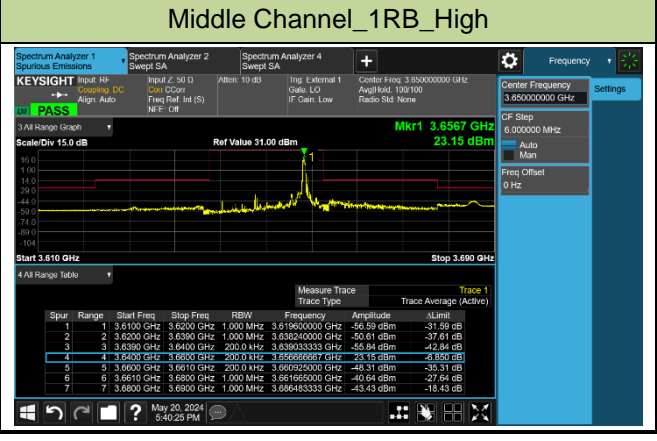 Middle Channel_1RB_High
Spectrum Analyzer 1
Spurious Emissions
Spectrum Analyzer 2
Swept SA
Spectrum Analyzer 4
Swept SA
+
Frequency
KEYSIGHT
Input: RF
Coupling: DC
Align: Auto
Input Z: 50 Ω
Corr CCorr
Freq Ref: Int (S)
NFE: Off
Atten: 10 dB
Trig: External 1
Gate: LO
IF Gain: Low
Center Freq: 3.650000000 GHz
Avg|Hold: 100/100
Radio Std: None
PASS
Center Frequency
3.650000000 GHz
Settings
CF Step
6.000000 MHz
Auto
Man
Freq Offset
0 Hz
3 All Range Graph
Mkr1 3.6567 GHz
Scale/Div 15.0 dB
Ref Value 31.00 dBm
23.15 dBm
1
16.0
1.00
-14.0
-29.0
-44.0
-59.0
-74.0
-89.0
-104
Start 3.610 GHz
Stop 3.690 GHz
4 All Range Table
Measure Trace Trace 1
Trace Type Trace Average (Active)
Spur Range Start Freq Stop Freq RBW Frequency Amplitude ΔLimit
1 1 3.6100 GHz 3.6200 GHz 1.000 MHz 3.619600000 GHz -56.59 dBm -31.59 dB
2 2 3.6200 GHz 3.6390 GHz 1.000 MHz 3.638240000 GHz -50.61 dBm -37.61 dB
3 3 3.6390 GHz 3.6400 GHz 200.0 kHz 3.639033333 GHz -55.84 dBm -42.84 dB
4 4 3.6400 GHz 3.6600 GHz 200.0 kHz 3.656666667 GHz 23.15 dBm -6.850 dB
5 5 3.6600 GHz 3.6610 GHz 200.0 kHz 3.660925000 GHz -48.31 dBm -35.31 dB
6 6 3.6610 GHz 3.6800 GHz 1.000 MHz 3.661665000 GHz -40.64 dBm -27.64 dB
7 7 3.6800 GHz 3.6900 GHz 1.000 MHz 3.686483333 GHz -43.43 dBm -18.43 dB
?
May 20, 2024
5:40:25 PM